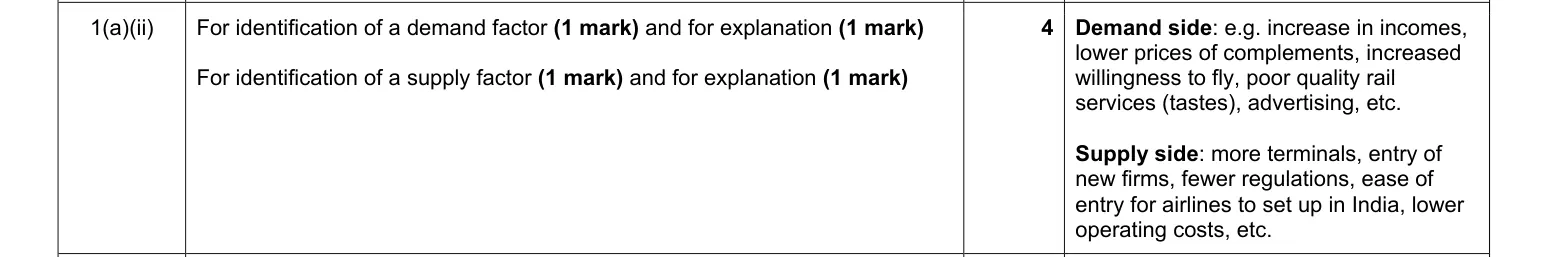 1(a)(ii)
For identification of a demand factor (1 mark) and for explanation (1 mark)
For identification of a supply factor (1 mark) and for explanation (1 mark)
4
Demand side: e.g. increase in incomes,
lower prices of complements, increased
willingness to fly, poor quality rail
services (tastes), advertising, etc.
Supply side: more terminals, entry of
new firms, fewer regulations, ease of
entry for airlines to set up in India, lower
operating costs, etc.